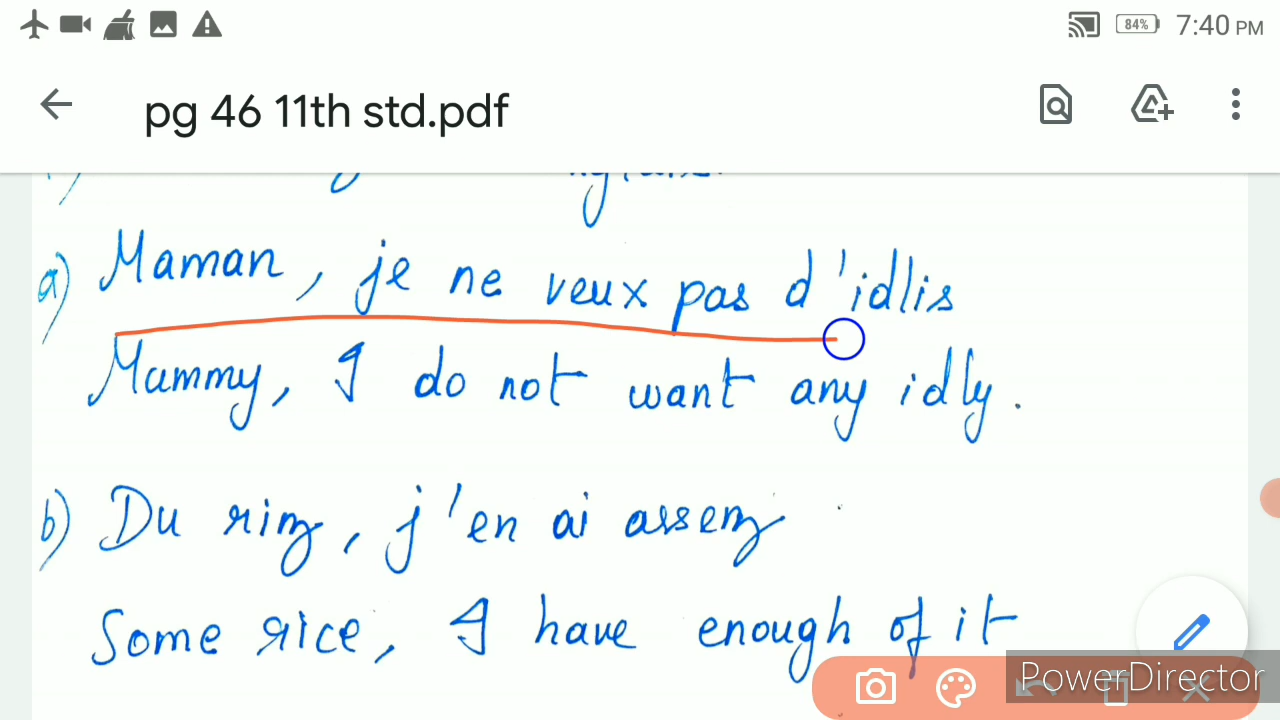 84% 7:40 PM
pg 46 11th std.pdf
a) Maman, je ne veux pas d'idlis
Mammy, I do not want any idly.
b) Du riz, j'en ai assez
Some rice, I have enough of it
PowerDirector